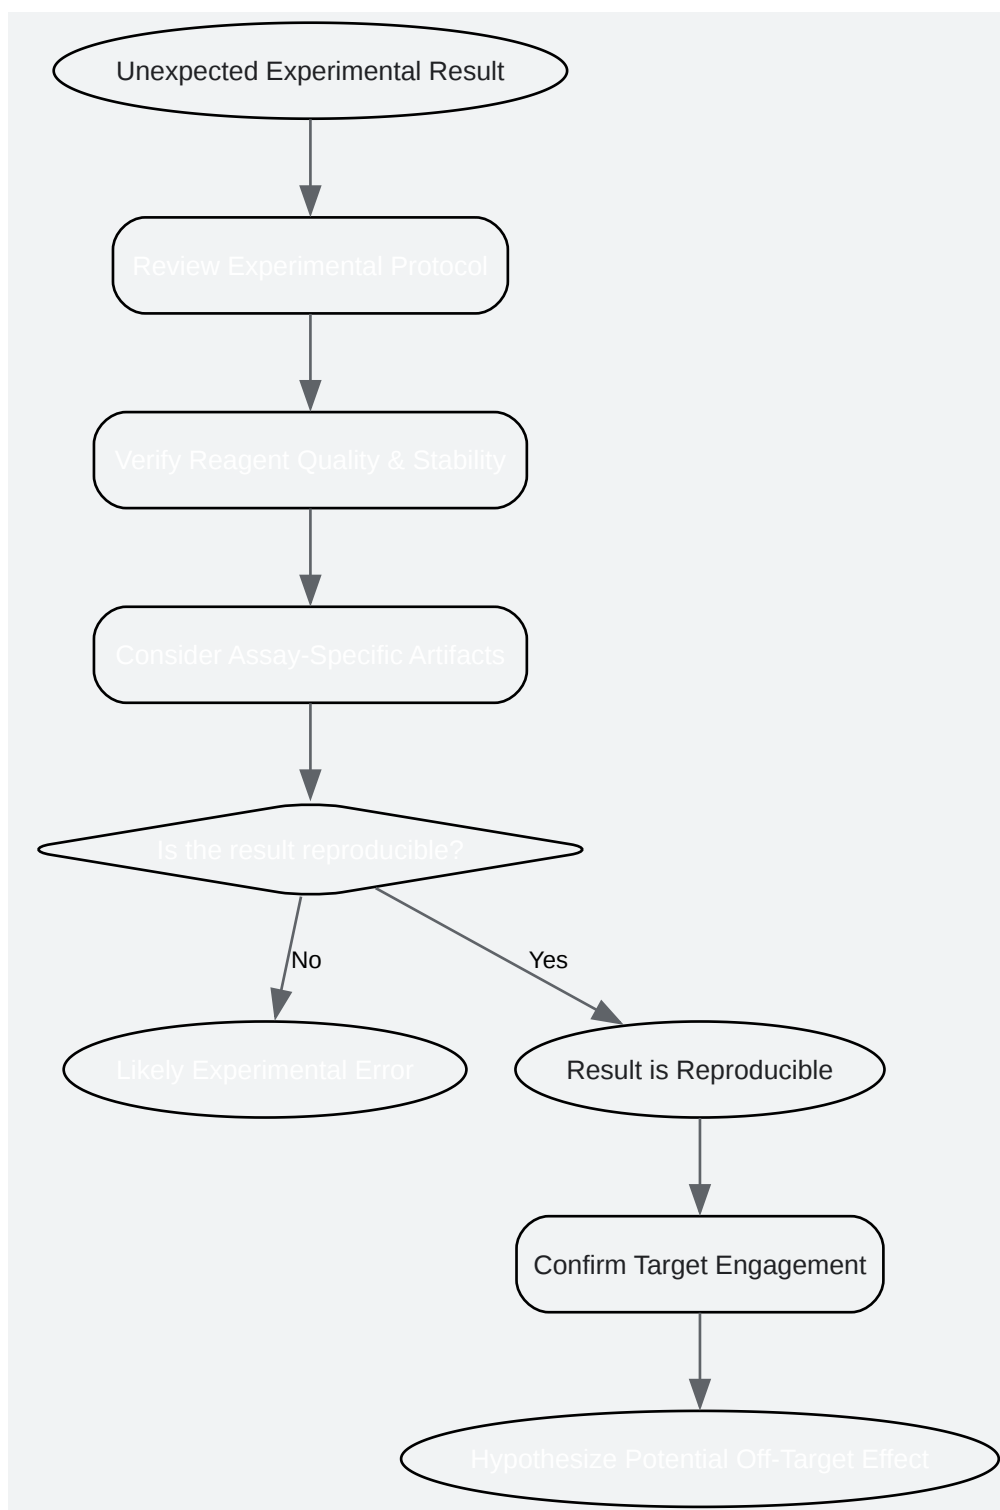 Unexpected Experimental Result
Review Experimental Protocol
Verify Reagent Quality & Stability
Consider Assay-Specific Artifacts
Is the result reproducible?
No
Yes
Likely Experimental Error
Result is Reproducible
Confirm Target Engagement
Hypothesize Potential Off-Target Effect